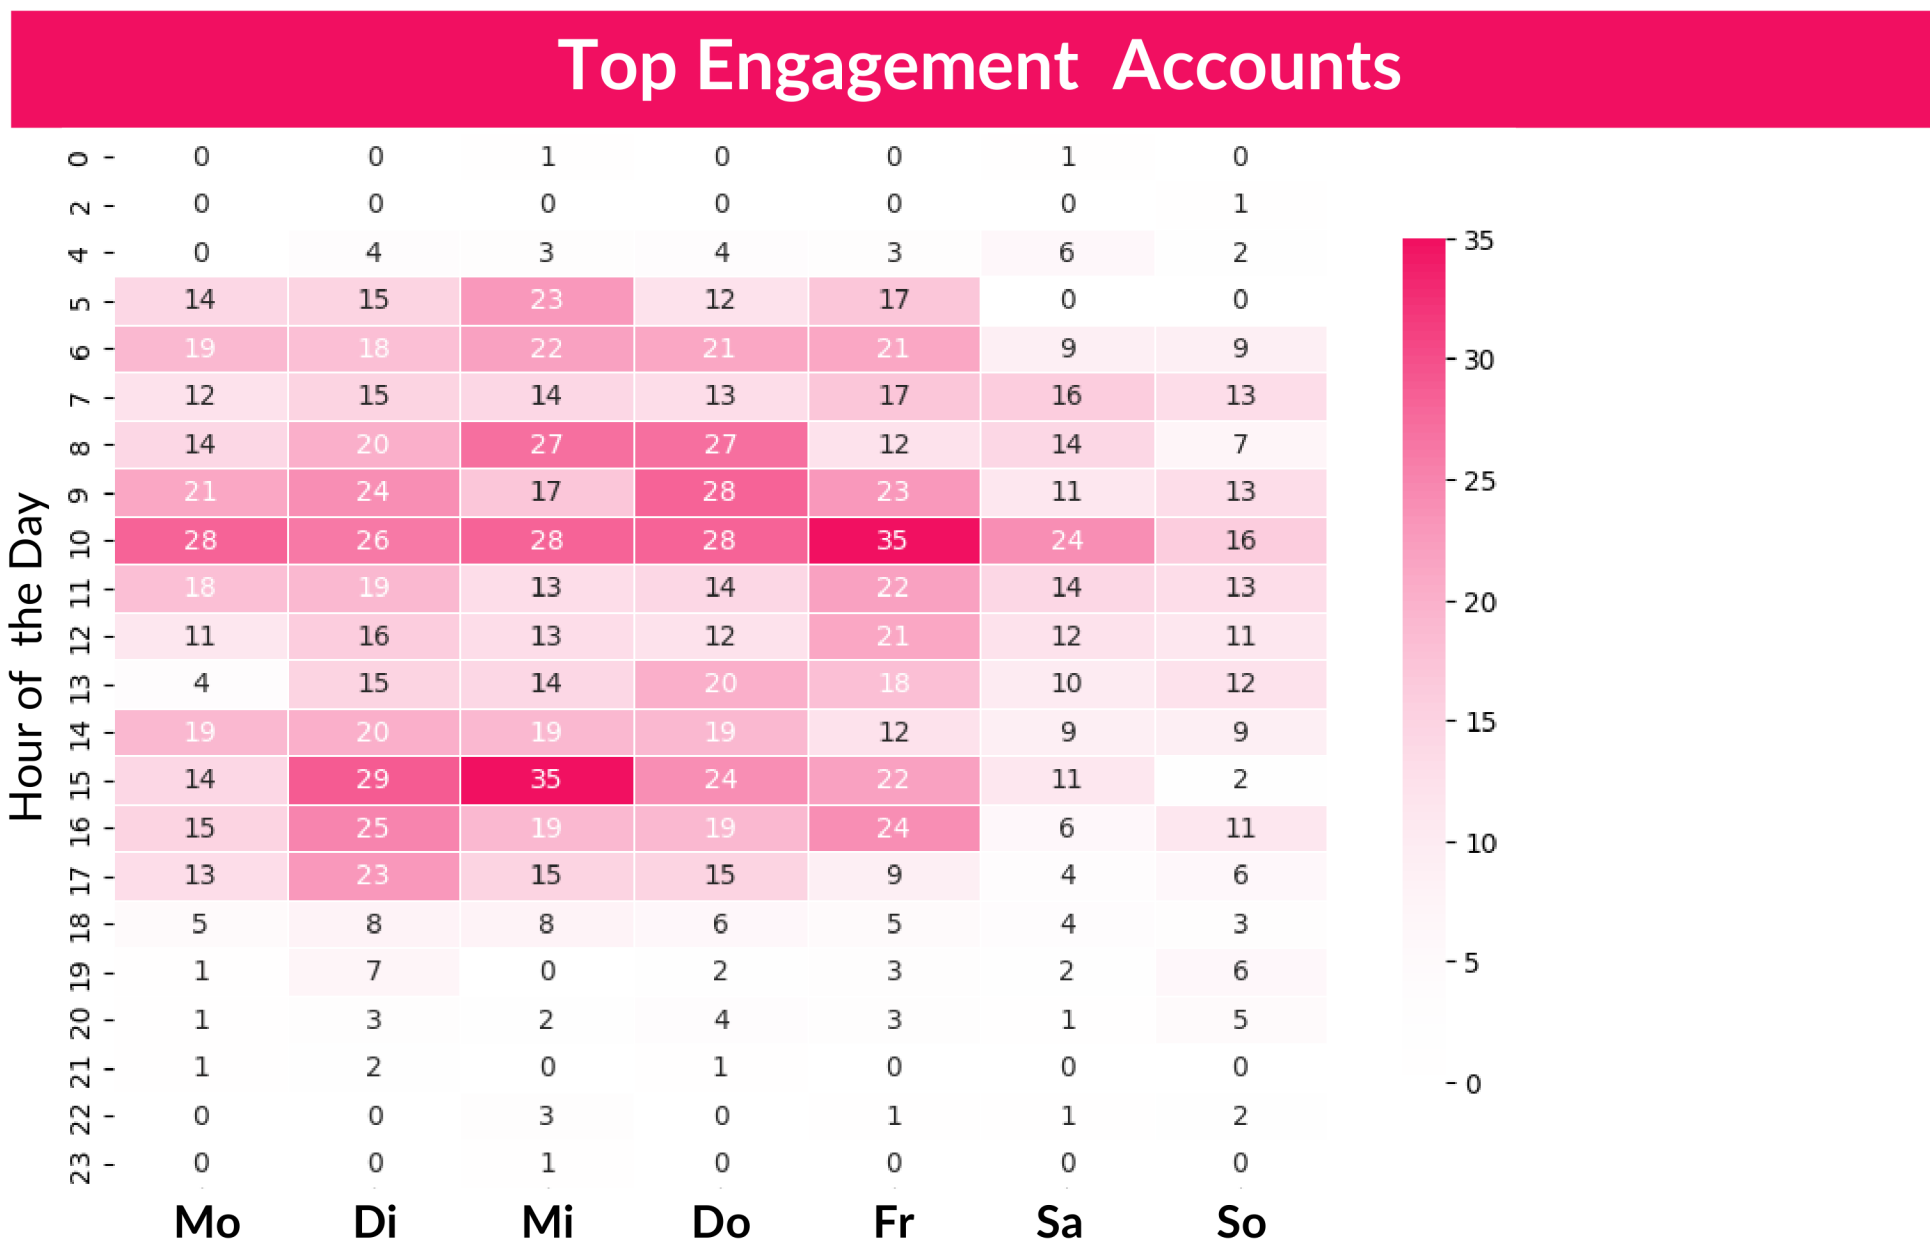 Top Engagement Accounts
Hour of the Day
0 0 0 1 0 0 1 0
2 0 0 0 0 0 0 1
4 0 4 3 4 3 6 2
5 14 15 23 12 17 0 0
6 19 18 22 21 21 9 9
7 12 15 14 13 17 16 13
8 14 20 27 27 12 14 7
9 21 24 17 28 23 11 13
10 28 26 28 28 35 24 16
11 18 19 13 14 22 14 13
12 11 16 13 12 21 12 11
13 4 15 14 20 18 10 12
14 19 20 19 19 12 9 9
15 14 29 35 24 22 11 2
16 15 25 19 19 24 6 11
17 13 23 15 15 9 4 6
18 5 8 8 6 5 4 3
19 1 7 0 2 3 2 6
20 1 3 2 4 3 1 5
21 1 2 0 1 0 0 0
22 0 0 3 0 1 1 2
23 0 0 1 0 0 0 0
Mo Di Mi Do Fr Sa So
35
30
25
20
15
10
5
0